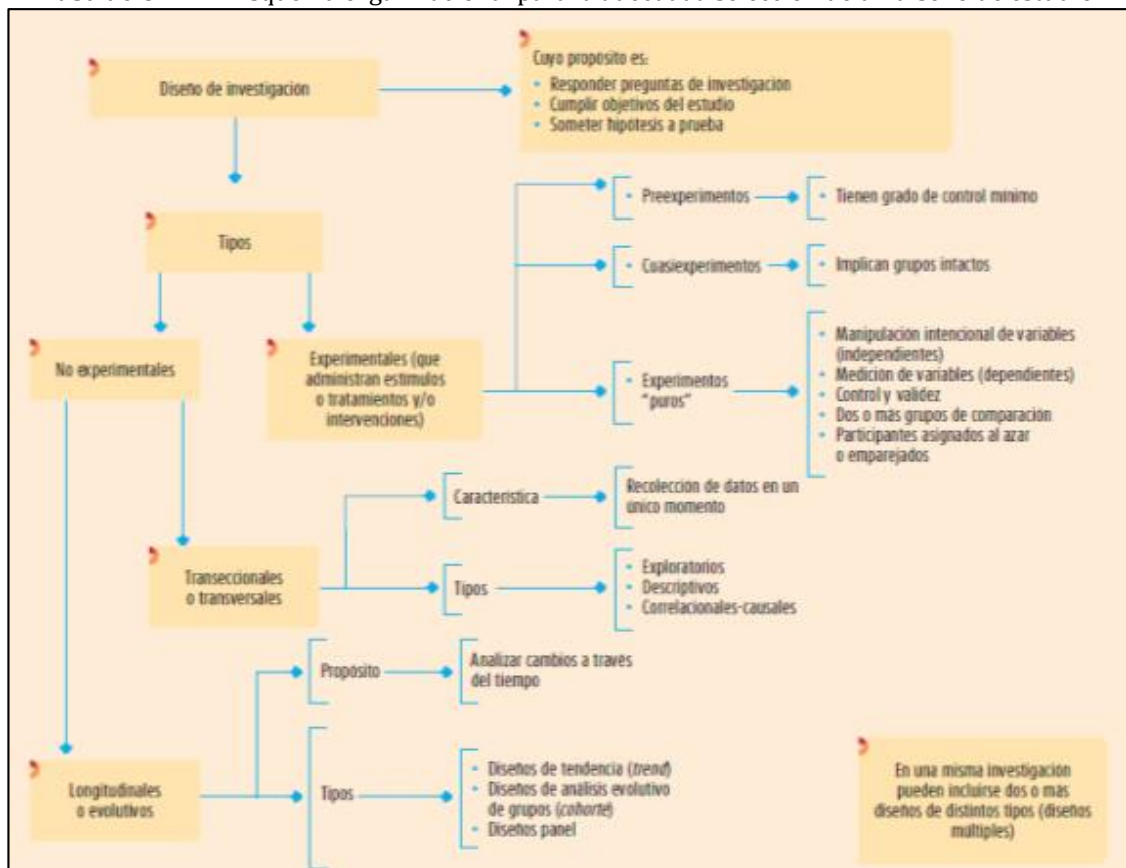 Diseño de investigación
Cuyo propósito es:
• Responder preguntas de investigación
• Cumplir objetivos del estudio
• Someter hipótesis a prueba
Tipos
• Preexperimentos
• Tienen grado de control mínimo
• Cuasiexperimentos
• Implican grupos intactos
No experimentales
Experimentales (que
administran estímulos
o tratamientos y/o
intervenciones)
• Experimentos
"puros"
• Manipulación intencional de variables
(independientes)
• Medición de variables (dependientes)
• Control y validez
• Dos o más grupos de comparación
• Participantes asignados al azar
o emparejados
Transeccionales
o transversales
Característica
Recolección de datos en un
único momento
Tipos
• Exploratorios
• Descriptivos
• Correlacionales-causales
Longitudinales
o evolutivos
Propósito
Analizar cambios a través
del tiempo
Tipos
• Diseños de tendencia (trend)
• Diseños de análisis evolutivo
de grupos (cohorte)
• Diseños panel
En una misma investigación
pueden incluirse dos o más
diseños de distintos tipos (diseños
múltiples)